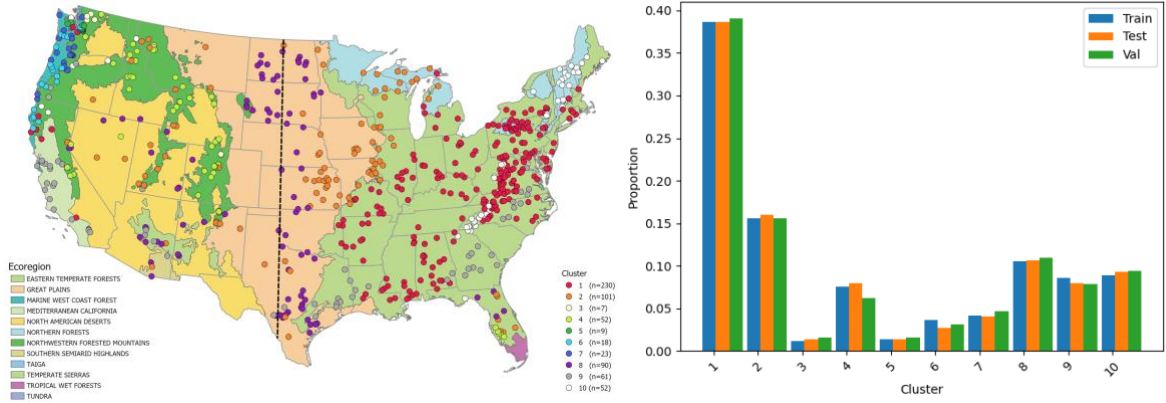 Ecoregion
EASTERN TEMPERATE FORESTS
GREAT PLAINS
MARINE WEST COAST FOREST
MEDITERRANEAN CALIFORNIA
NORTH AMERICAN DESERTS
NORTHERN FORESTS
NORTHWESTERN FORESTED MOUNTAINS
SOUTHERN SEMIARID HIGHLANDS
TAIGA
TEMPERATE SIERRAS
TROPICAL WET FORESTS
TUNDRA
Cluster
1 (n=230)
2 (n=101)
3 (n=7)
4 (n=52)
5 (n=9)
6 (n=18)
7 (n=23)
8 (n=90)
9 (n=61)
10 (n=52)
Train
Test
Val
Proportion
0.40
0.35
0.30
0.25
0.20
0.15
0.10
0.05
0.00
1 2 3 4 5 6 7 8 9 10
Cluster